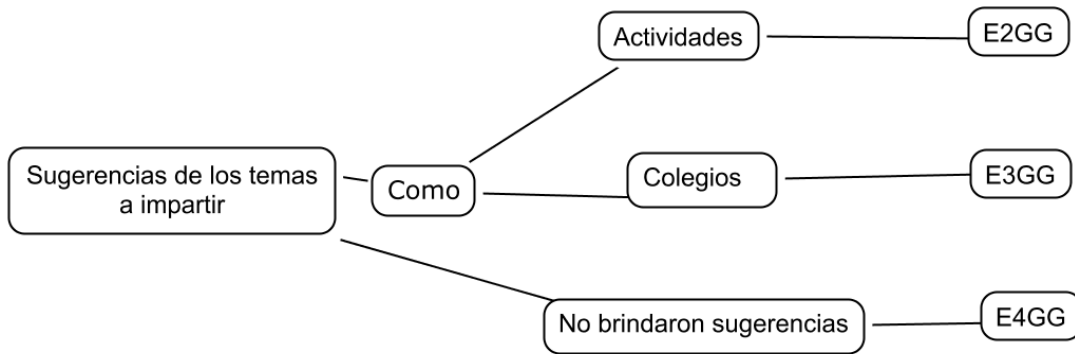 Actividades
E2GG
Sugerencias de los temas
a impartir
Como
Colegios
E3GG
No brindaron sugerencias
E4GG